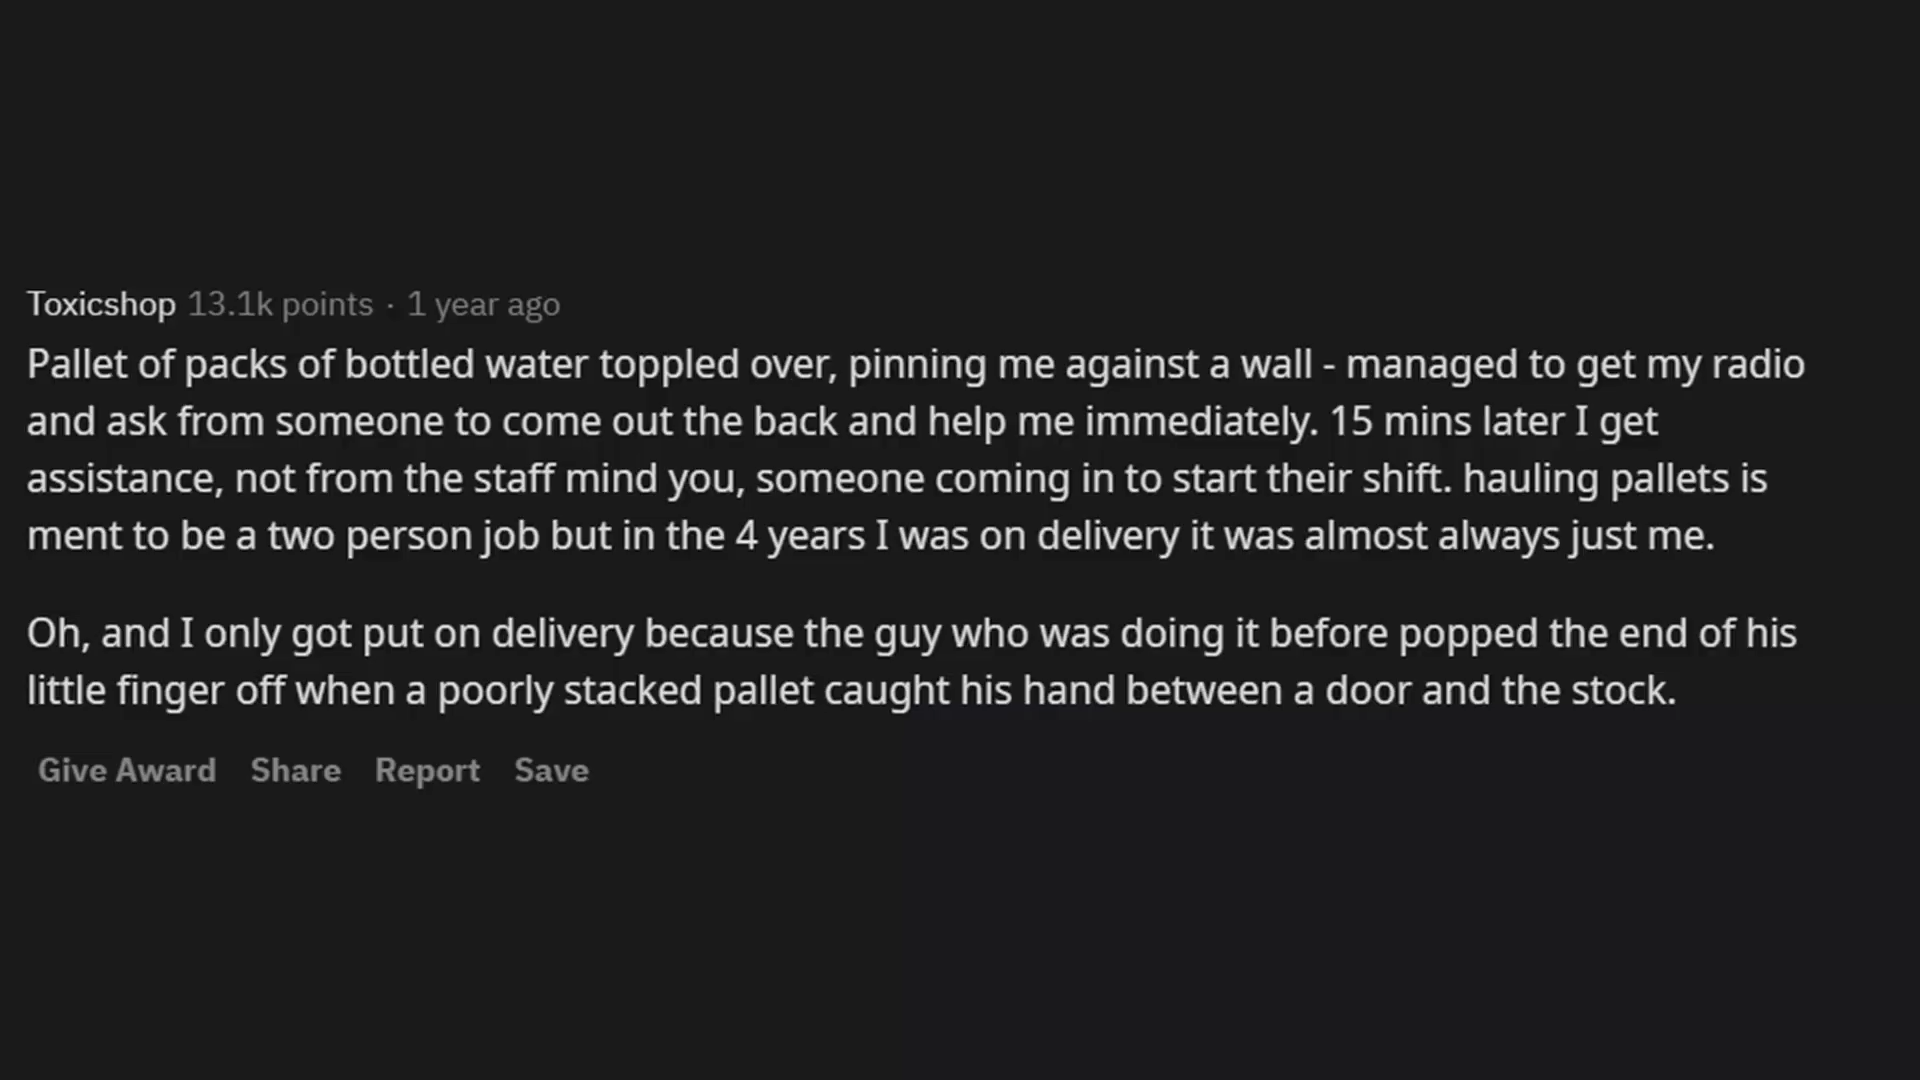 Toxicshop 13.1k points · 1 year ago
Pallet of packs of bottled water toppled over, pinning me against a wall - managed to get my radio
and ask from someone to come out the back and help me immediately. 15 mins later I get
assistance, not from the staff mind you, someone coming in to start their shift. hauling pallets is
ment to be a two person job but in the 4 years I was on delivery it was almost always just me.
Oh, and I only got put on delivery because the guy who was doing it before popped the end of his
little finger off when a poorly stacked pallet caught his hand between a door and the stock.
Give Award Share Report Save